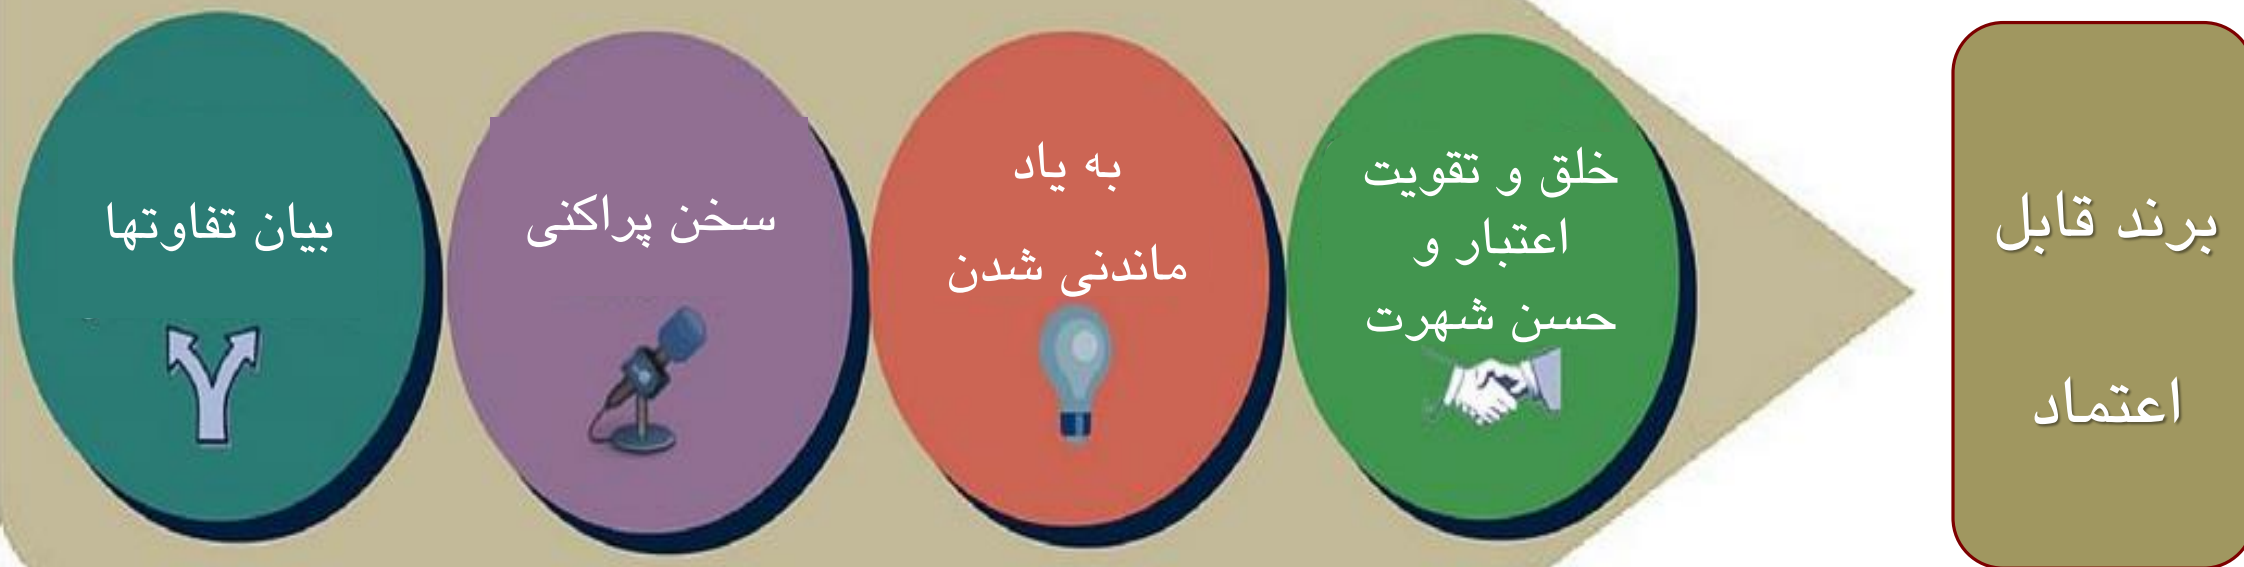 بیان تفاوتها
سخن پراکنی
به یاد
ماندنی شدن
خلق و تقویت
اعتبار و
حسن شهرت
برند قابل
اعتماد